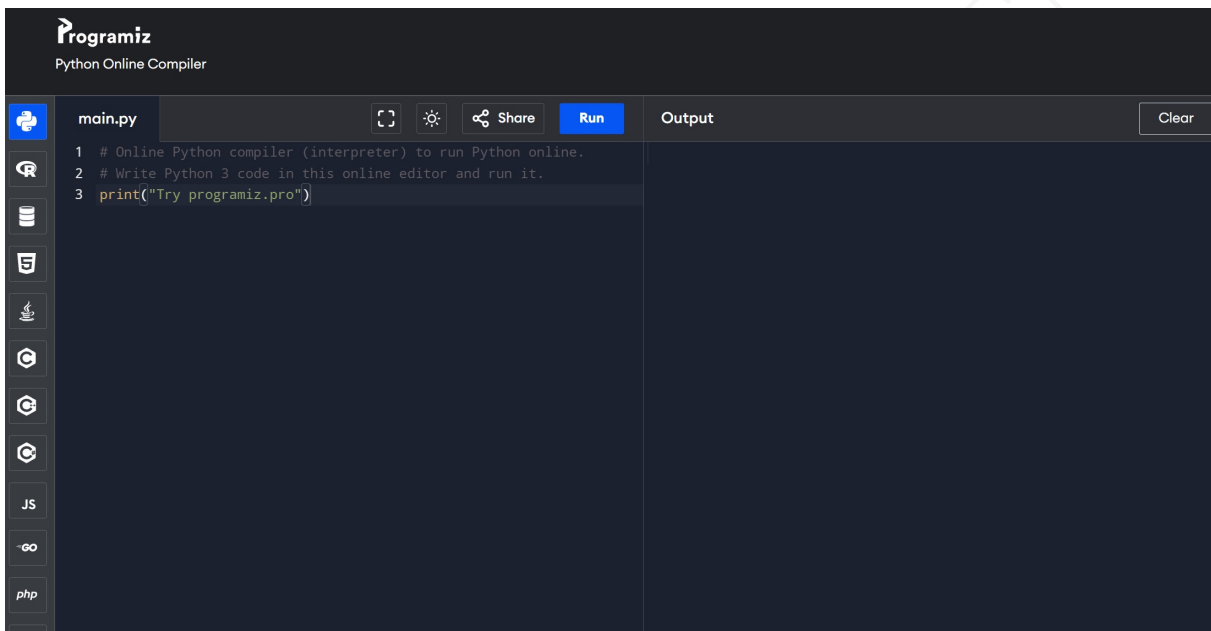 Programiz
Python Online Compiler
main.py
Share
Run
Output
Clear
1 # Online Python compiler (interpreter) to run Python online.
2 # Write Python 3 code in this online editor and run it.
3 print("Try programiz.pro")
R
5
C
C
C
JS
GO
php